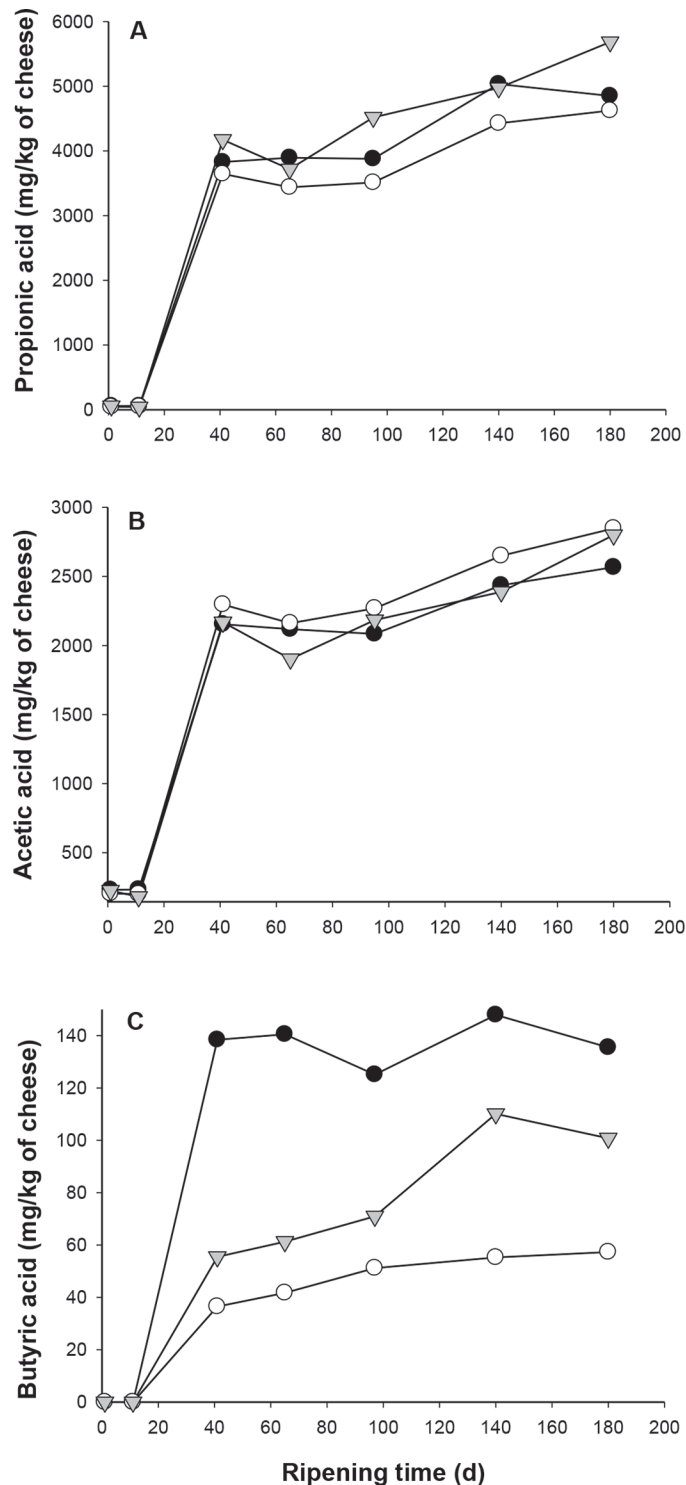 A
Propionic acid (mg/kg of cheese)
6000
5000
4000
3000
2000
1000
0
0 20 40 60 80 100 120 140 160 180 200
B
Acetic acid (mg/kg of cheese)
3000
2500
2000
1500
1000
500
0 20 40 60 80 100 120 140 160 180 200
C
Butyric acid (mg/kg of cheese)
140
120
100
80
60
40
20
0
0 20 40 60 80 100 120 140 160 180 200
Ripening time (d)